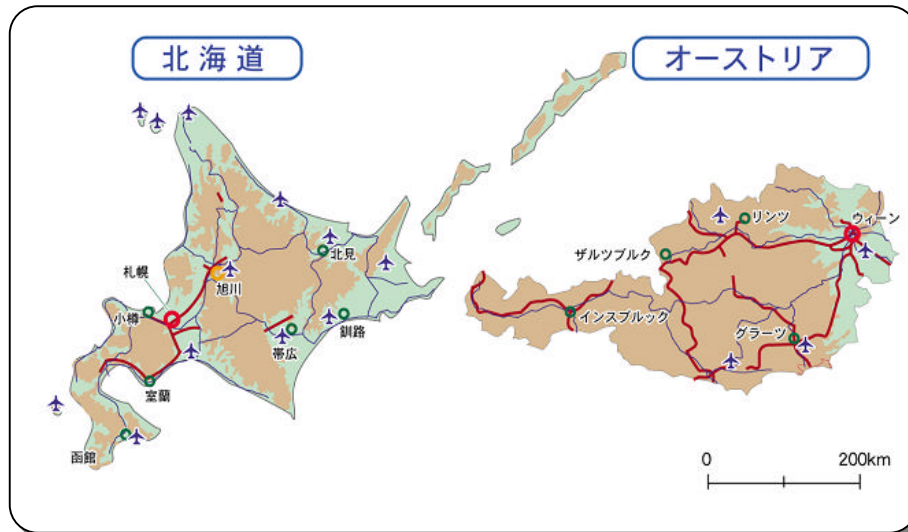 北海道
オーストリア
リンツ
ウィーン
北見
ザルツブルク
札幌
旭川
小樽
釧路
インスブルック
グラーツ
帯広
室蘭
函館
0 200km